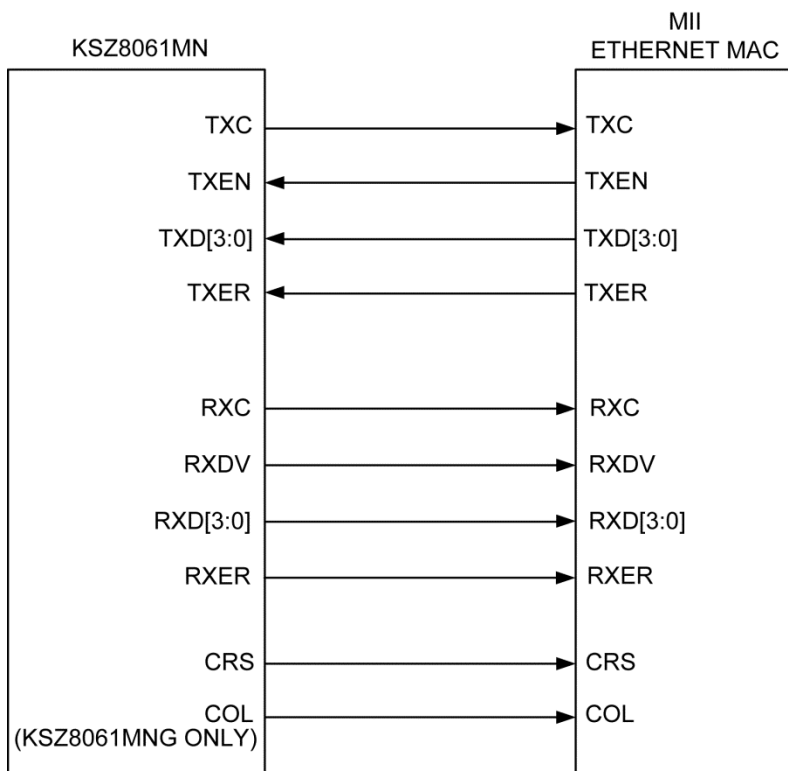 KSZ8061MN
MII
ETHERNET MAC
TXC TXC
TXEN TXEN
TXD[3:0] TXD[3:0]
TXER TXER
RXC RXC
RXDV RXDV
RXD[3:0] RXD[3:0]
RXER RXER
CRS CRS
COL COL
(KSZ8061MNG ONLY)